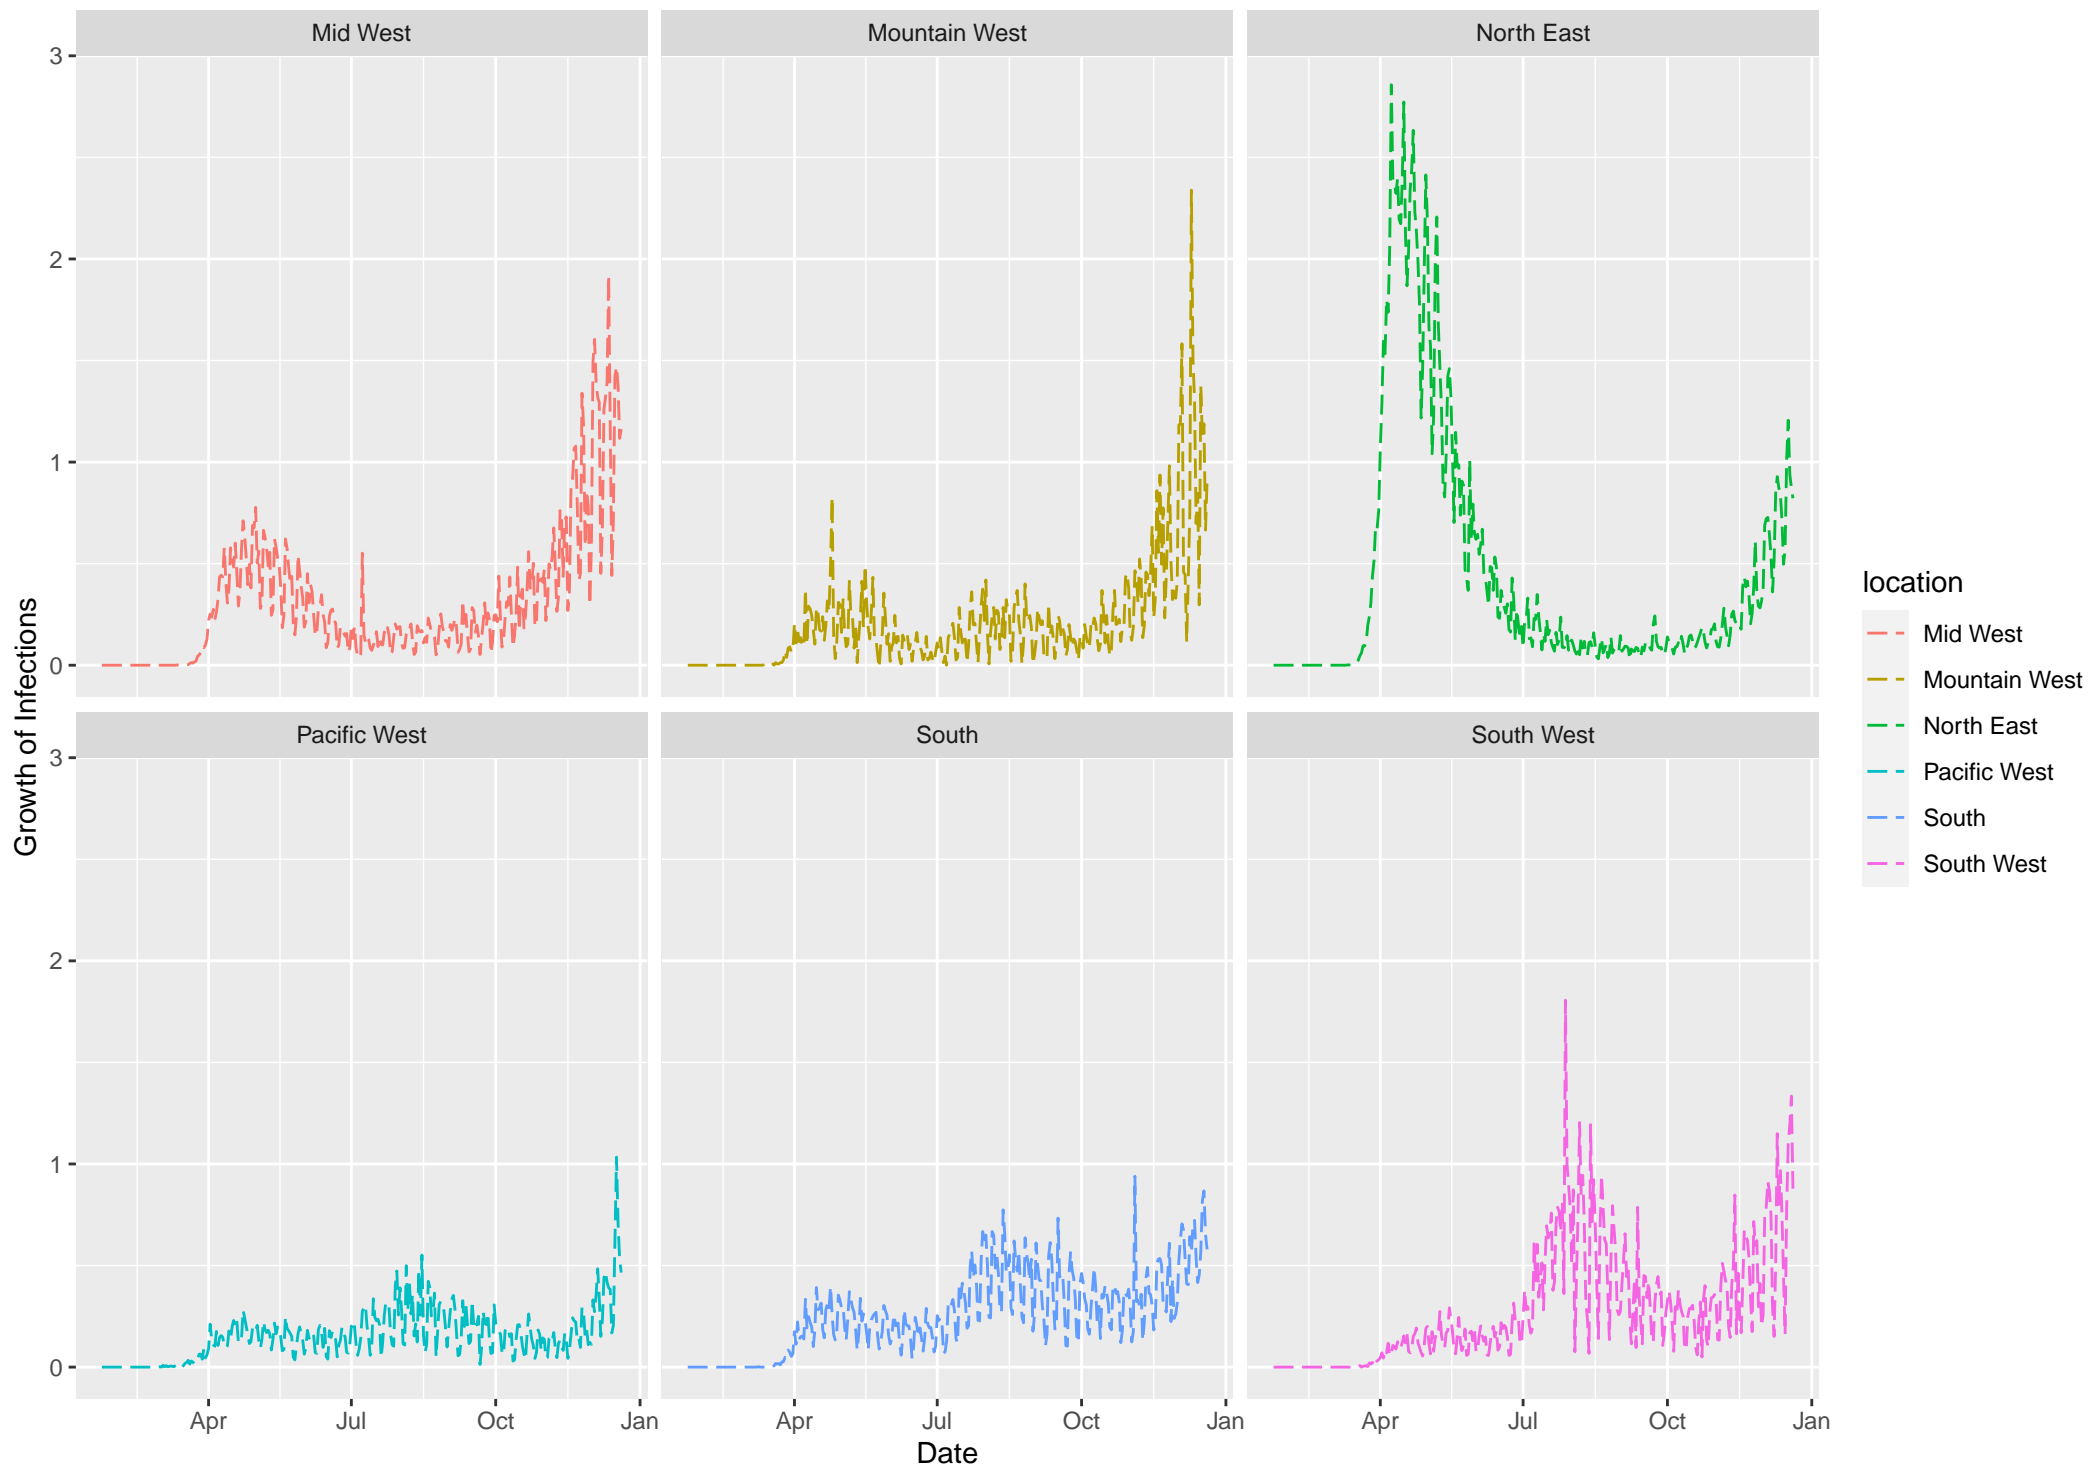 Mid West
Mountain West
North East
3
2
1
0
Pacific West
South
South West
3
2
1
0
Apr
Jul
Oct
Jan
Apr
Jul
Oct
Jan
Apr
Jul
Oct
Jan
Date
Growth of Infections
location
Mid West
Mountain West
North East
Pacific West
South
South West